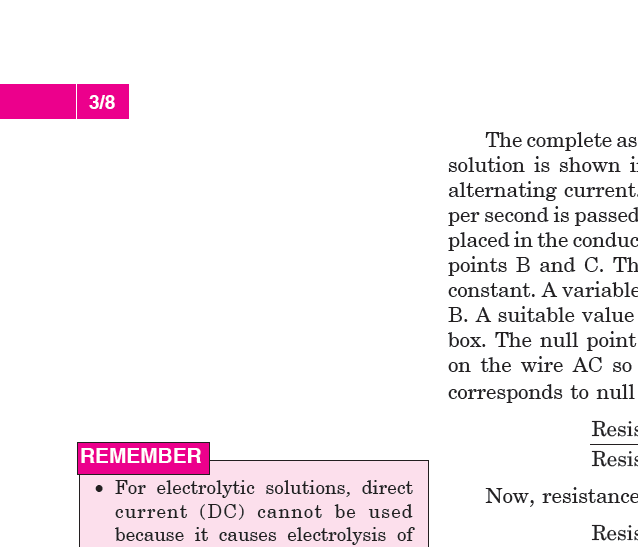 3/8
The complete as
solution is shown i
alternating current.
per second is passed
placed in the conduc
points B and C. Th
constant. A variable
B. A suitable value
box. The null point
on the wire AC so
corresponds to null
Resis
Resis
Now, resistance
Resis
REMEMBER
• For electrolytic solutions, direct
current (DC) cannot be used
because it causes electrolysis of